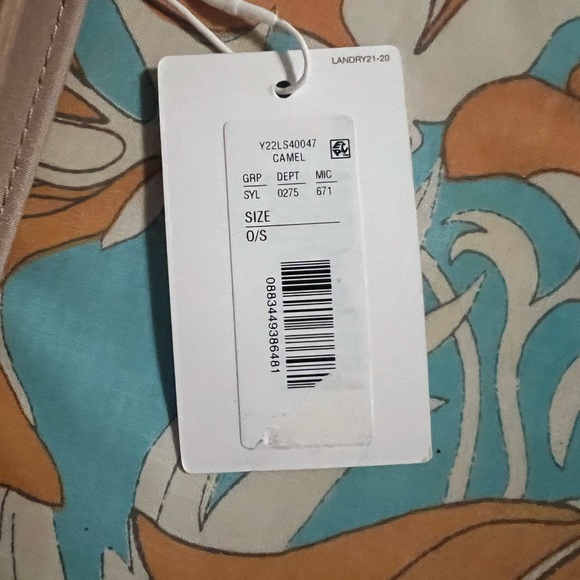 LANDRY21-20
Y22LS40047
CAMEL
GRP DEPT MIC
SYL 0275 671
SIZE
O/S
0883449386481